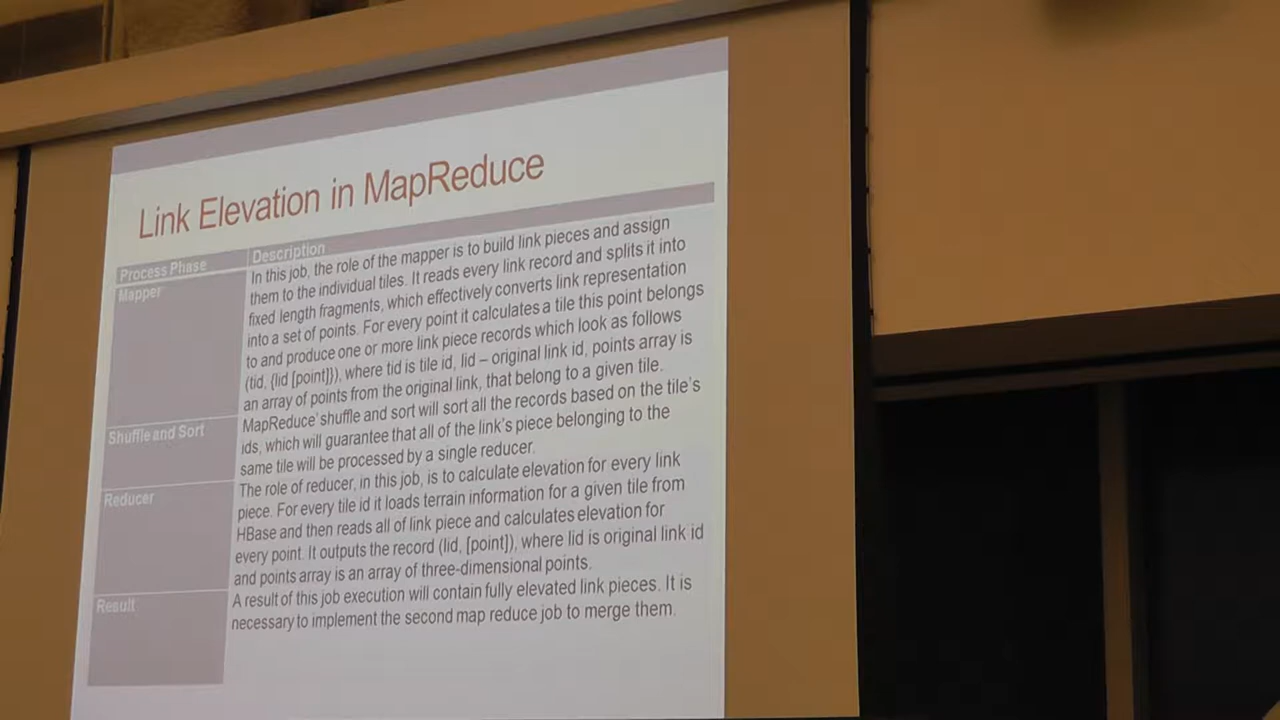 Link Elevation in MapReduce
Process Phase
Description
Mapper
In this job, the role of the mapper is to build link pieces and assign
them to the individual tiles. It reads every link record and splits it into
fixed length fragments, which effectively converts link representation
into a set of points. For every point it calculates a tile this point belongs
to and produce one or more link piece records which look as follows
(tid, {lid [point]}), where tid is tile id, lid – original link id, points array is
an array of points from the original link, that belong to a given tile.
Shuffle and Sort
MapReduce' shuffle and sort will sort all the records based on the tile's
ids, which will guarantee that all of the link's piece belonging to the
same tile will be processed by a single reducer.
Reducer
The role of reducer, in this job, is to calculate elevation for every link
piece. For every tile id it loads terrain information for a given tile from
HBase and then reads all of link piece and calculates elevation for
every point. It outputs the record (lid, [point]), where lid is original link id
and points array is an array of three-dimensional points.
Result
A result of this job execution will contain fully elevated link pieces. It is
necessary to implement the second map reduce job to merge them.